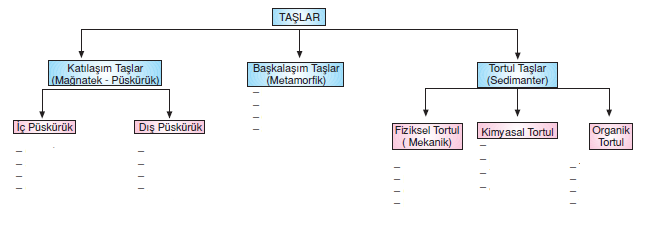 TAŞLAR
Katılaşım Taşlar
(Mağnatek - Püskürük)
Başkalaşım Taşlar
(Metamorfik)
Tortul Taşlar
(Sedimanter)
İç Püskürük
Dış Püskürük
Fiziksel Tortul
( Mekanik)
Kimyasal Tortul
Organik
Tortul